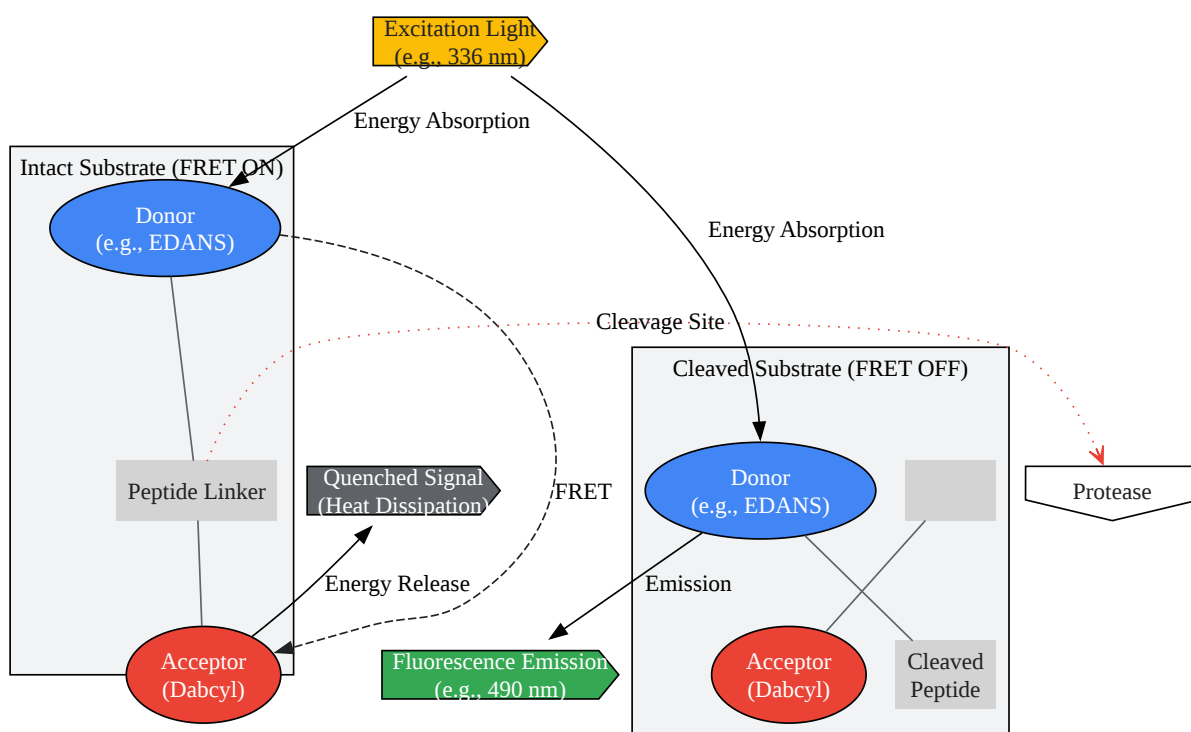 Excitation Light
(e.g., 336 nm)
Energy Absorption
Intact Substrate (FRET ON)
Donor
(e.g., EDANS)
Energy Absorption
Cleavage Site
Cleaved Substrate (FRET OFF)
Peptide Linker
Quenched Signal
(Heat Dissipation)
FRET
Donor
(e.g., EDANS)
Protease
Energy Release
Emission
Acceptor
(Dabcyl)
Fluorescence Emission
(e.g., 490 nm)
Acceptor
(Dabcyl)
Cleaved
Peptide